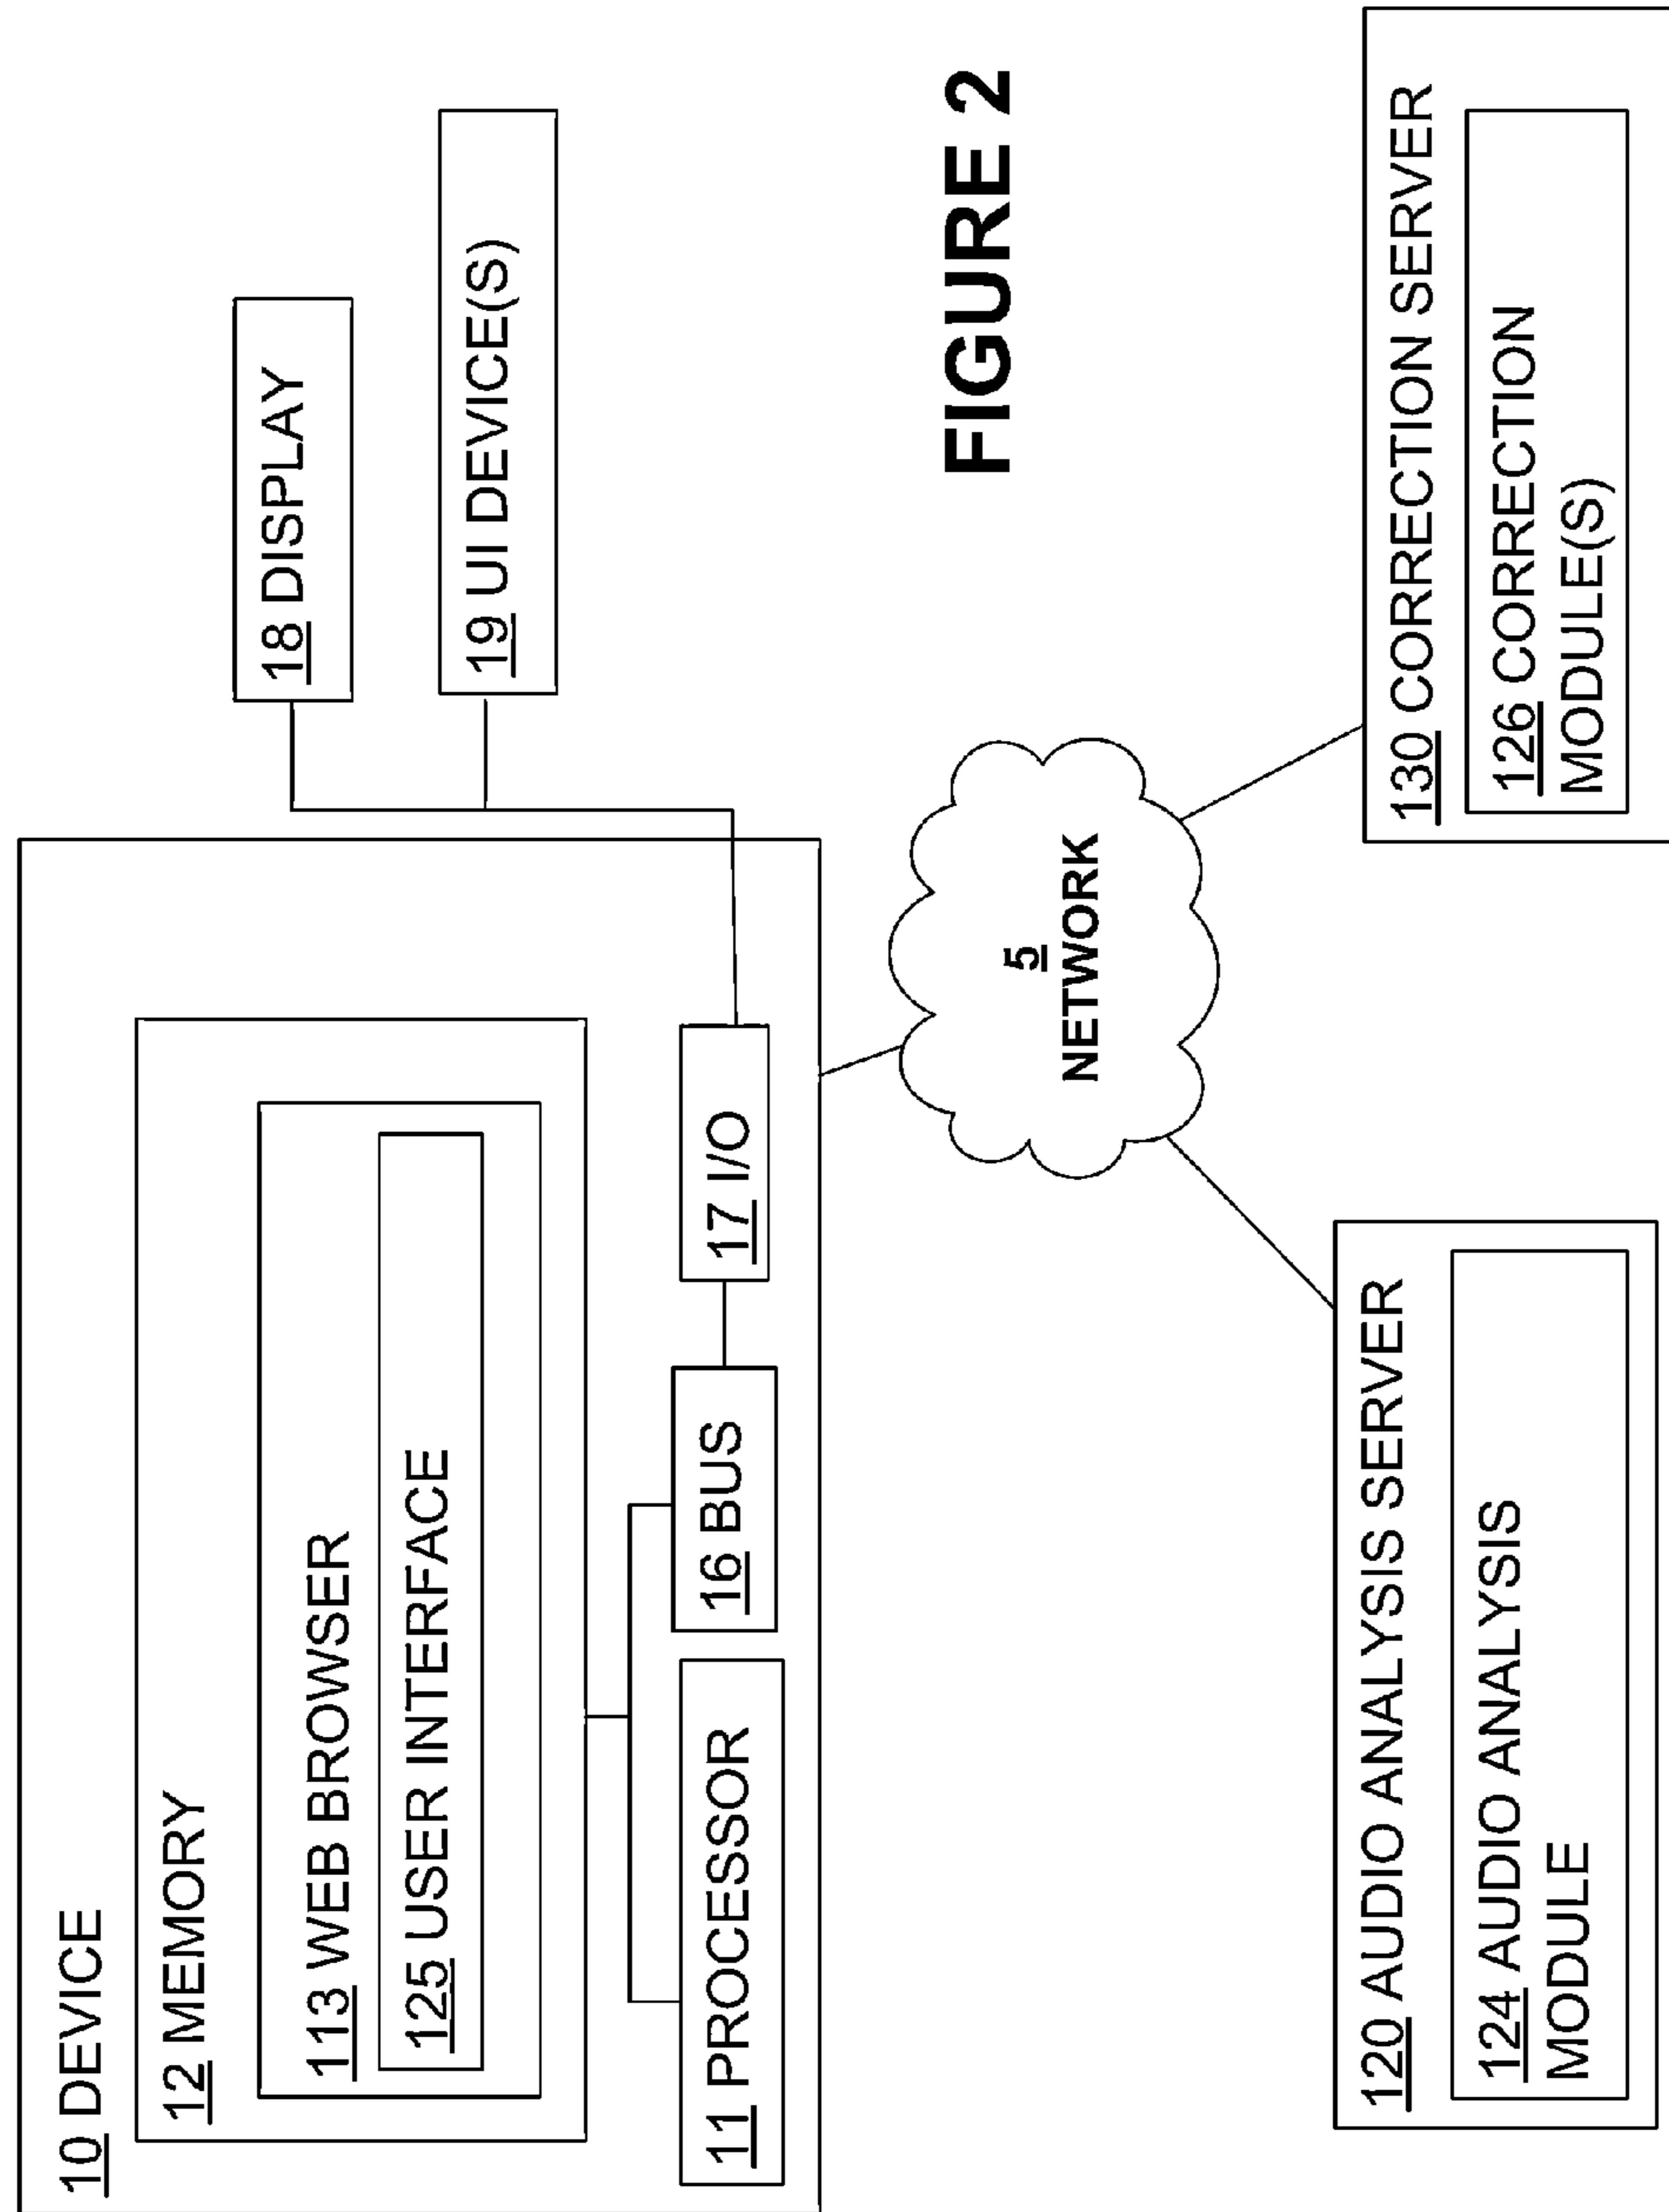 10 DEVICE
12 MEMORY
113 WEB BROWSER
125 USER INTERFACE
11 PROCESSOR
16 BUS
17 I/O
18 DISPLAY
19 UI DEVICE(S)
5
NETWORK
FIGURE 2
120 AUDIO ANALYSIS SERVER
124 AUDIO ANALYSIS
MODULE
130 CORRECTION SERVER
126 CORRECTION
MODULE(S)